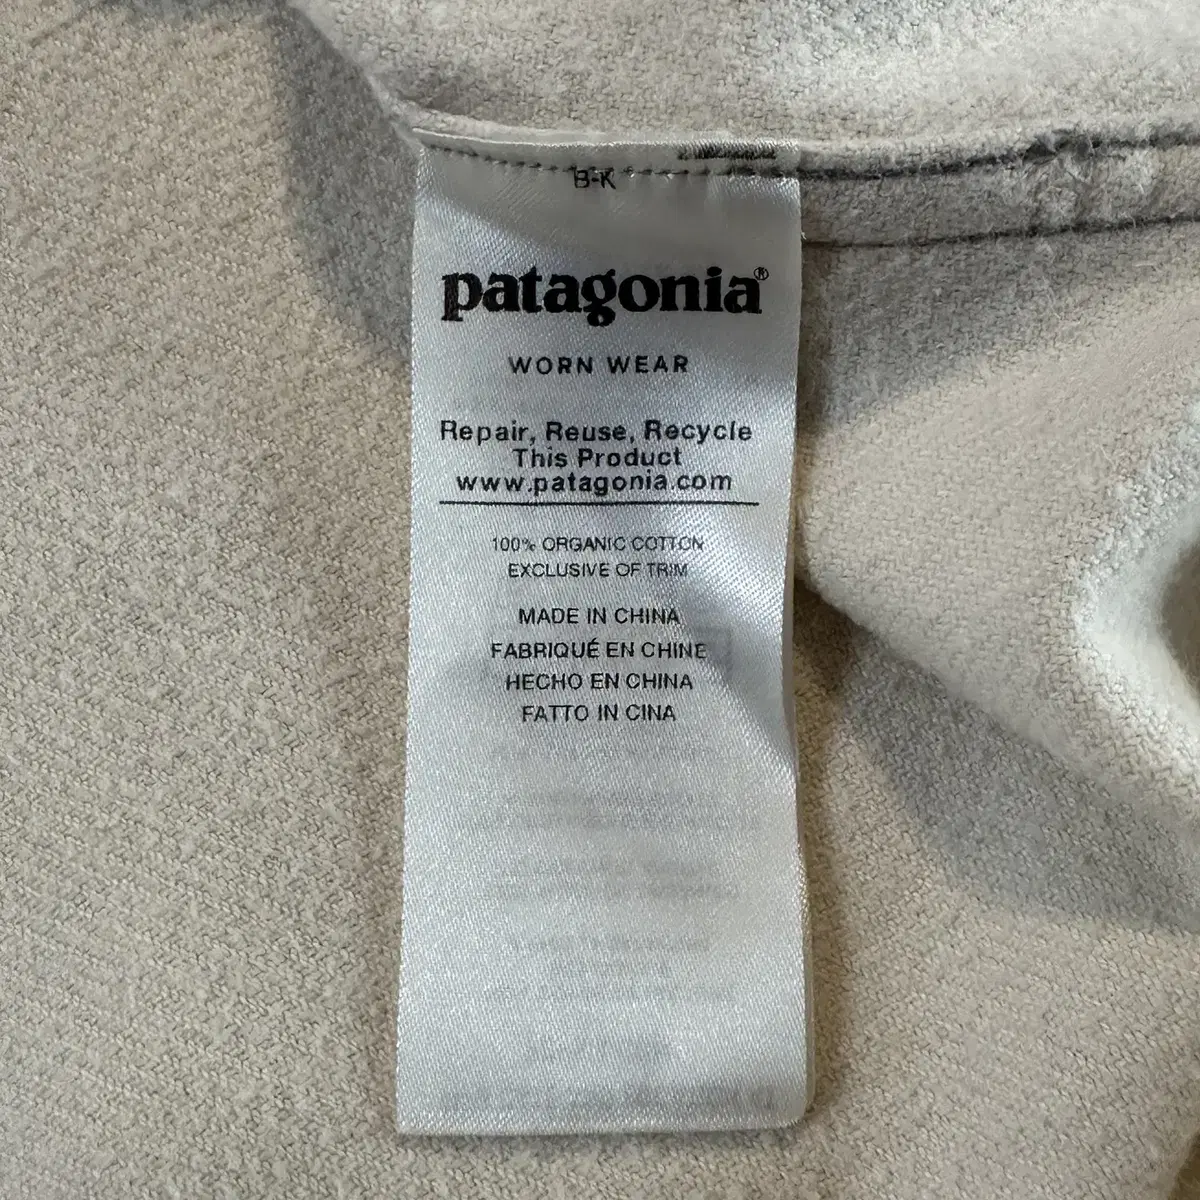 B-K
patagonia®
WORN WEAR
Repair, Reuse, Recycle
This Product
www.patagonia.com
100% ORGANIC COTTON
EXCLUSIVE OF TRIM
MADE IN CHINA
FABRIQUÉ EN CHINE
HECHO EN CHINA
FATTO IN CINA